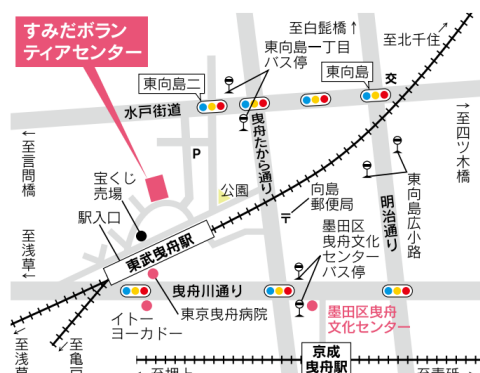 すみだボラン
ティアセンター
至白髭橋↑
至北千住
東向島一丁目
バス停
東向島二
東向島
交
水戸街道
曳舟たから通り
←至言問橋
→至四ツ木橋
P
宝くじ
売場
公園
向島
郵便局
〒
明治通り
東向島広小路
駅入口
墨田区
曳舟文化
センター
バス停
東武曳舟駅
至浅草
曳舟川通り
東京曳舟病院
イトー
ヨーカドー
墨田区曳舟
文化センター
至浅草
京成
曳舟駅
←至押上